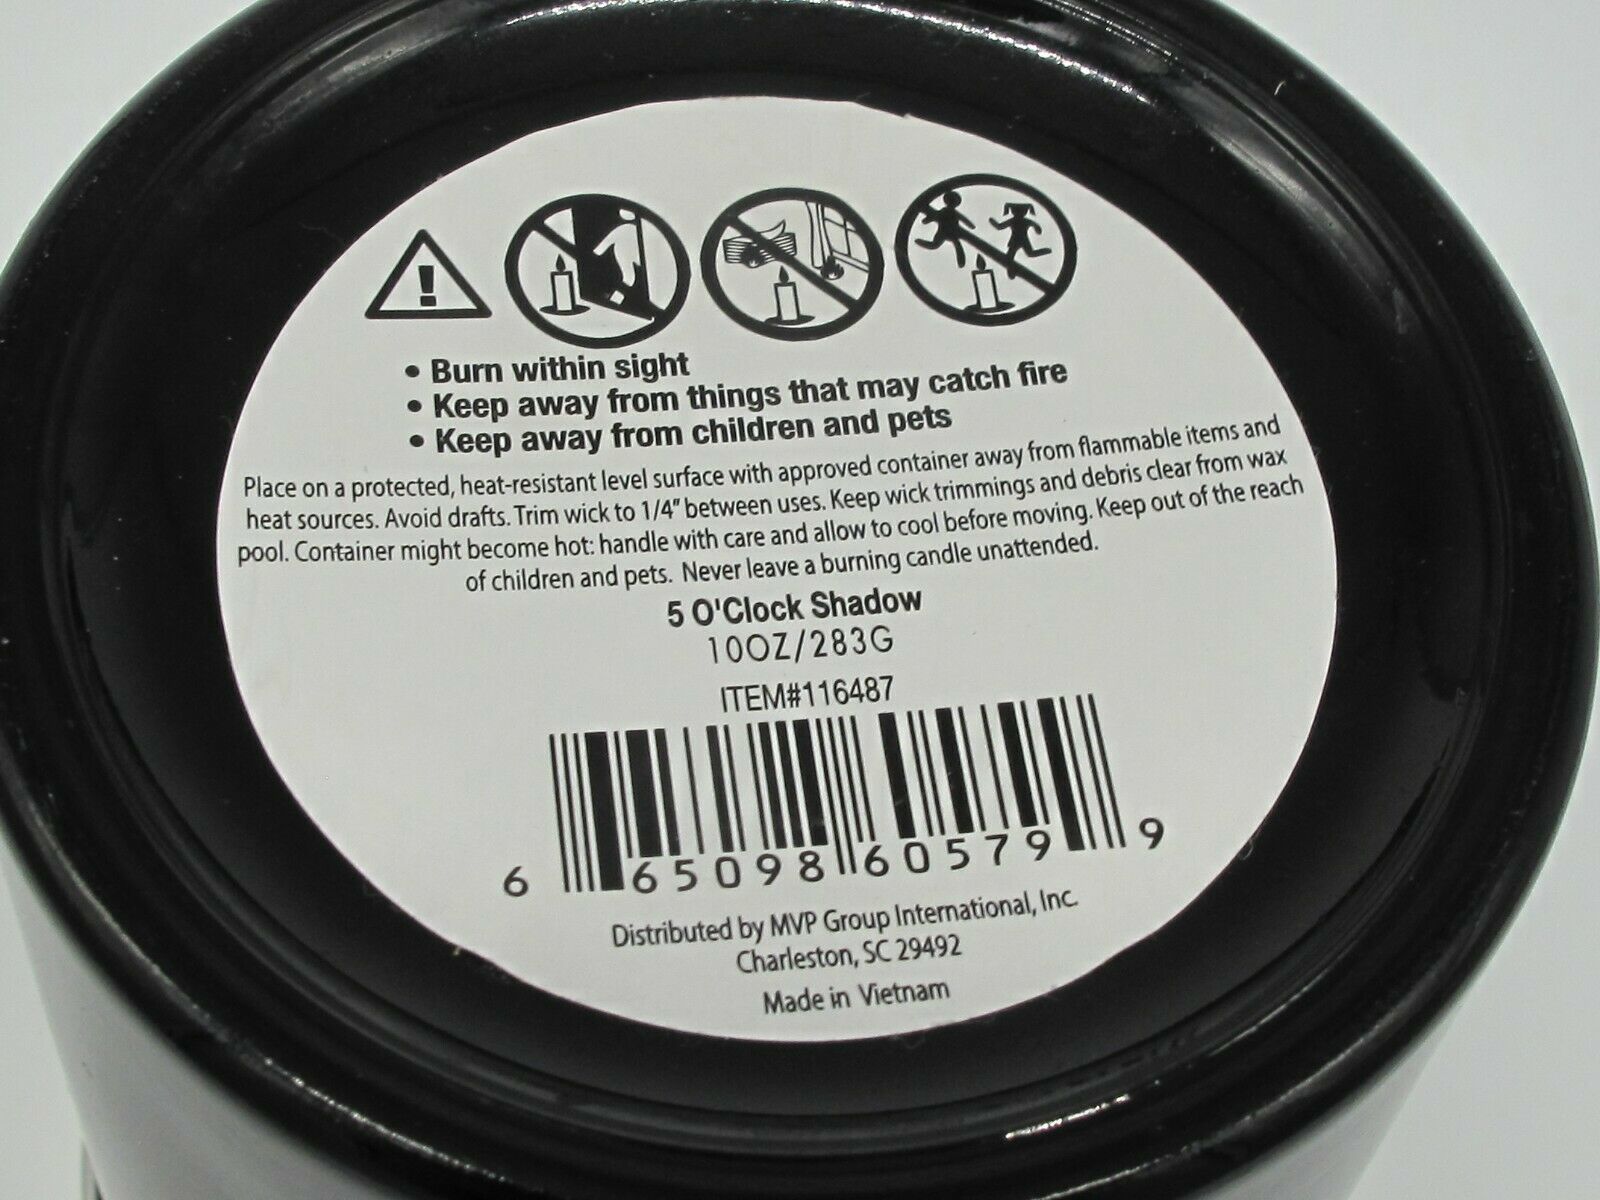 !
• Burn within sight
• Keep away from things that may catch fire
• Keep away from children and pets
Place on a protected, heat-resistant level surface with approved container away from flammable items and
heat sources. Avoid drafts. Trim wick to 1/4" between uses. Keep wick trimmings and debris clear from wax
pool. Container might become hot: handle with care and allow to cool before moving. Keep out of the reach
of children and pets. Never leave a burning candle unattended.
5 O'Clock Shadow
10OZ/283G
ITEM#116487
6 65098 60579 9
Distributed by MVP Group International, Inc.
Charleston, SC 29492
Made in Vietnam